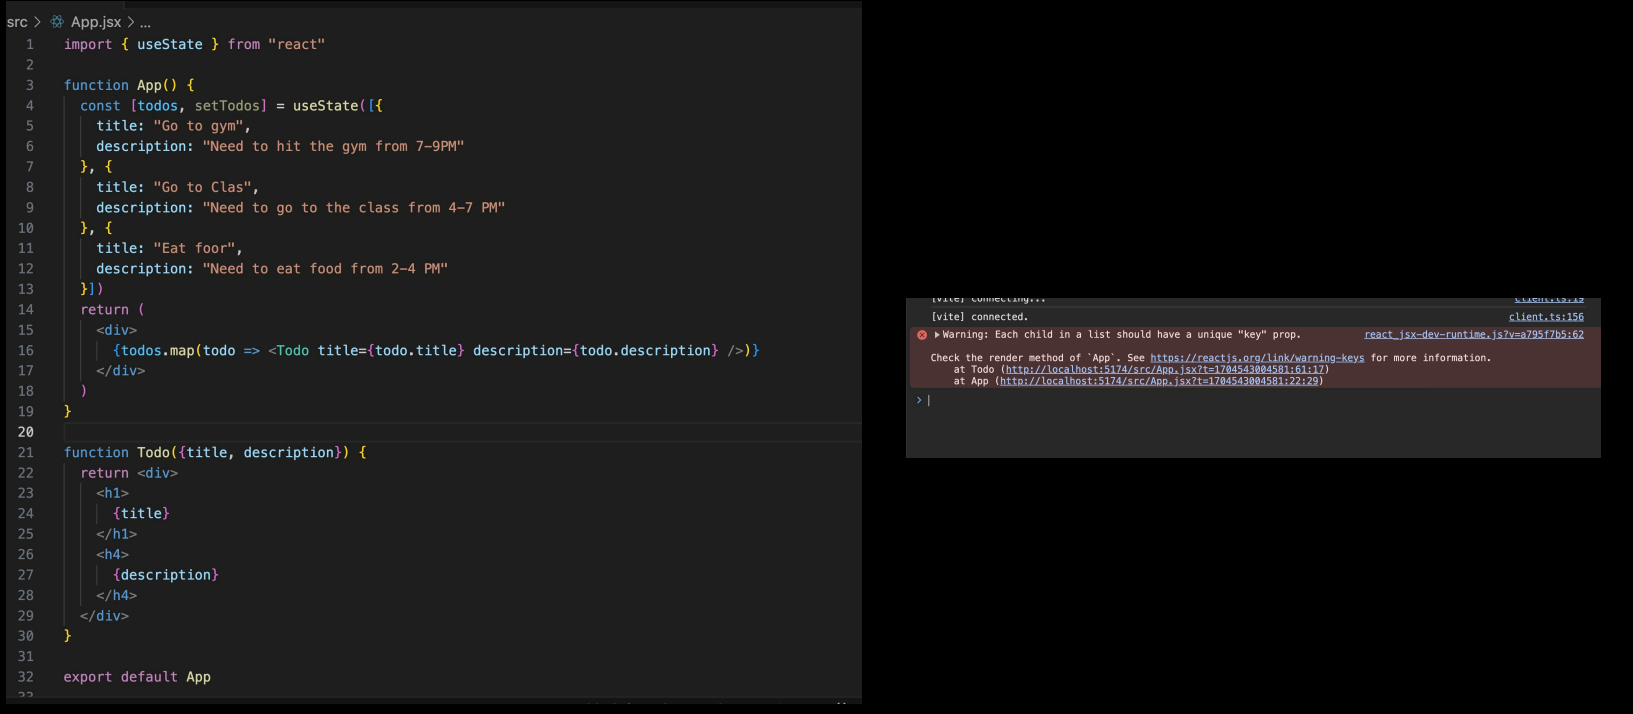 src > App.jsx > ...
1 import { useState } from "react"
2
3 function App() {
4 const [todos, setTodos] = useState([{
5 title: "Go to gym",
6 description: "Need to hit the gym from 7-9PM"
7 }, {
8 title: "Go to Clas",
9 description: "Need to go to the class from 4-7 PM"
10 }, {
11 title: "Eat foor",
12 description: "Need to eat food from 2-4 PM"
13 }])
14 return (
15 <div>
16 {todos.map(todo => <Todo title={todo.title} description={todo.description} />)}
17 </div>
18 )
19 }
20
21 function Todo({title, description}) {
22 return <div>
23 <h1>
24 {title}
25 </h1>
26 <h4>
27 {description}
28 </h4>
29 </div>
30 }
31
32 export default App
33
[vite] connecting... client.ts:19
[vite] connected. client.ts:156
Warning: Each child in a list should have a unique "key" prop. react_jsx-dev-runtime.js?v=a795f7b5:62
Check the render method of `App`. See https://reactjs.org/link/warning-keys for more information.
at Todo (http://localhost:5174/src/App.jsx?t=1704543004581:61:17)
at App (http://localhost:5174/src/App.jsx?t=1704543004581:22:29)
>